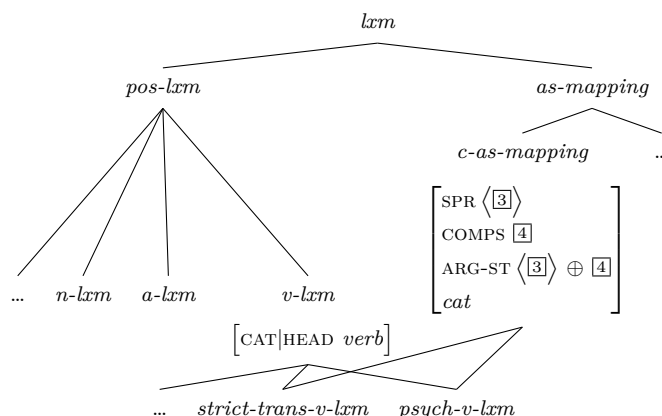 lxm
pos-lxm as-mapping
c-as-mapping ...
SPR ⟨[3]⟩
COMPS [4]
ARG-ST ⟨[3]⟩ ⊕ [4]
cat
... n-lxm a-lxm v-lxm
[CAT|HEAD verb]
... strict-trans-v-lxm psych-v-lxm